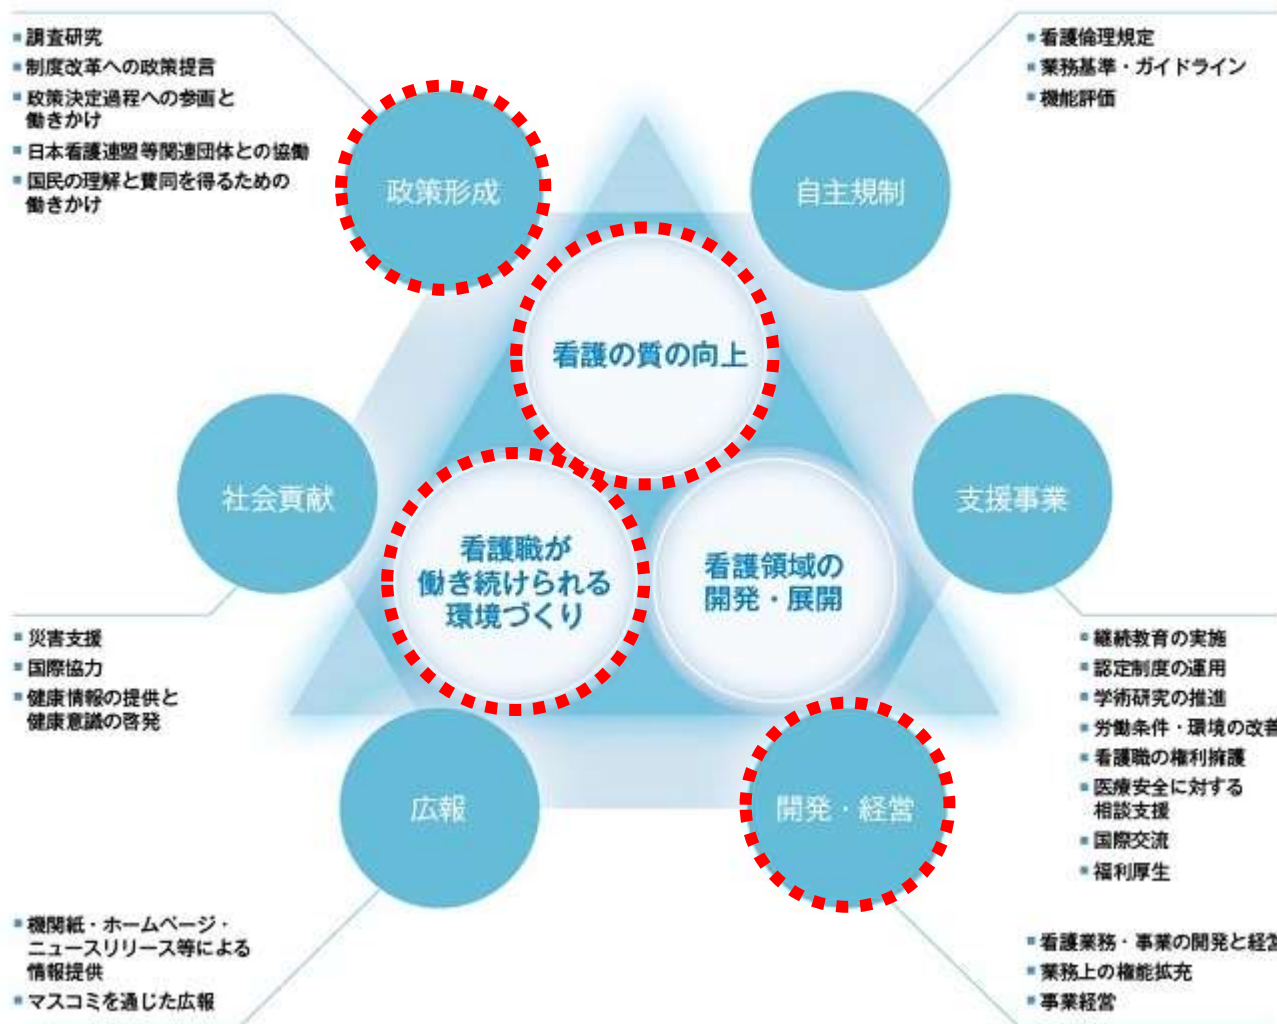 ■ 調査研究
■ 制度改革への政策提言
■ 政策決定過程への参画と
働きかけ
■ 日本看護連盟等関連団体との協働
■ 国民の理解と賛同を得るための
働きかけ
■ 看護倫理規定
■ 業務基準・ガイドライン
■ 機能評価
政策形成
自主規制
看護の質の向上
社会貢献
支援事業
看護職が
働き続けられる
環境づくり
看護領域の
開発・展開
■ 災害支援
■ 国際協力
■ 健康情報の提供と
健康意識の啓発
■ 継続教育の実施
■ 認定制度の運用
■ 学術研究の推進
■ 労働条件・環境の改善
■ 看護職の権利擁護
■ 医療安全に対する
相談支援
■ 国際交流
■ 福利厚生
広報
開発・経営
■ 機関紙・ホームページ・
ニュースリリース等による
情報提供
■ マスコミを通じた広報
■ 看護業務・事業の開発と経営
■ 業務上の権能拡充
■ 事業経営